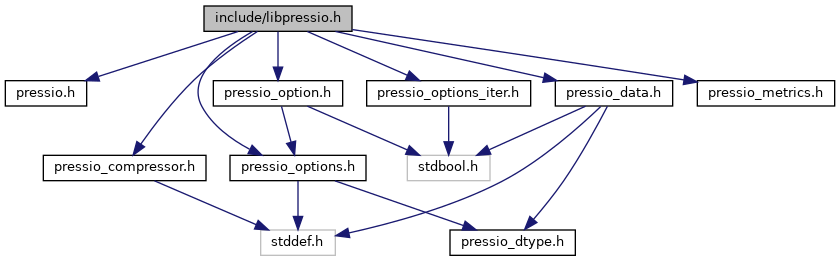 include/libpressio.h
pressio.h
pressio_option.h
pressio_options_iter.h
pressio_data.h
pressio_metrics.h
pressio_compressor.h
pressio_options.h
stdbool.h
stddef.h
pressio_dtype.h